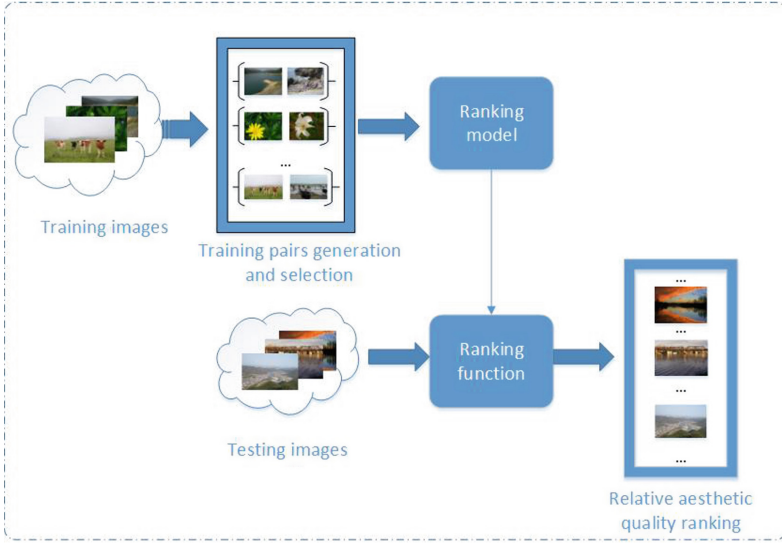 Ranking
model
...
Training images
Training pairs generation
and selection
...
...
Ranking
function
...
Testing images
...
Relative aesthetic
quality ranking